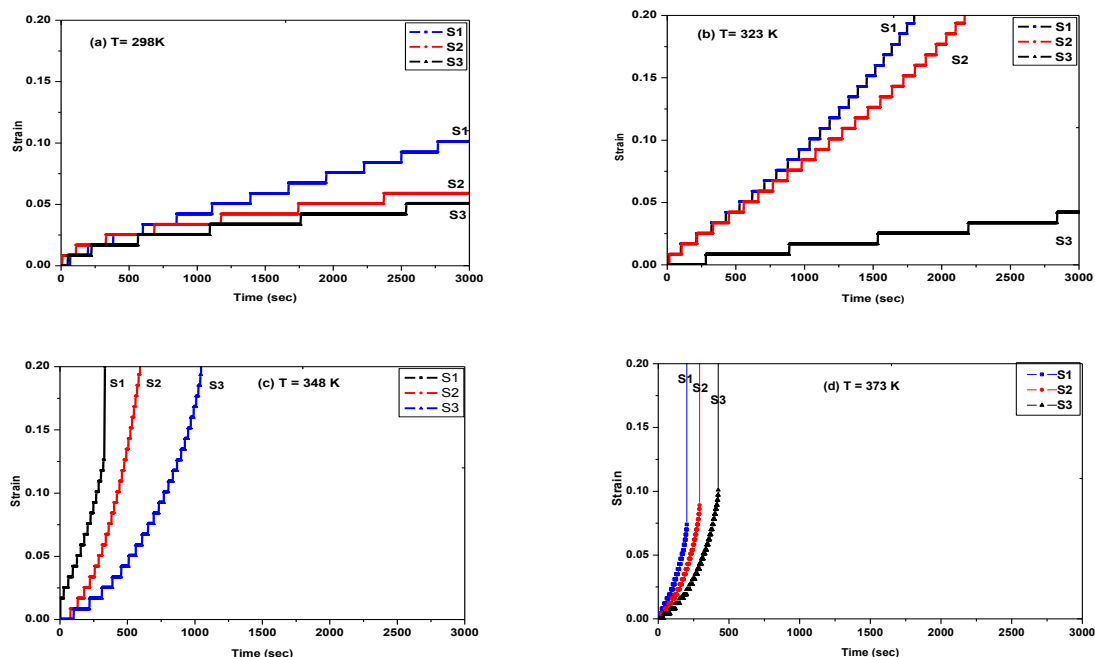 (a) T= 298K
S1
S2
S3
S1
S2
S3
0.20
0.15
0.10
0.05
0.00
Strain
0 500 1000 1500 2000 2500 3000
Time (sec)
(b) T= 323 K
S1
S2
S3
S1
S2
S3
0.20
0.15
0.10
0.05
0.00
Strain
0 500 1000 1500 2000 2500 3000
Time (sec)
(c) T = 348 K
S1
S2
S3
S1
S2
S3
0.20
0.15
0.10
0.05
0.00
Strain
0 500 1000 1500 2000 2500 3000
Time (sec)
(d) T = 373 K
S1
S2
S3
S1
S2
S3
0.20
0.15
0.10
0.05
0.00
Strain
0 500 1000 1500 2000 2500 3000
Time (sec)